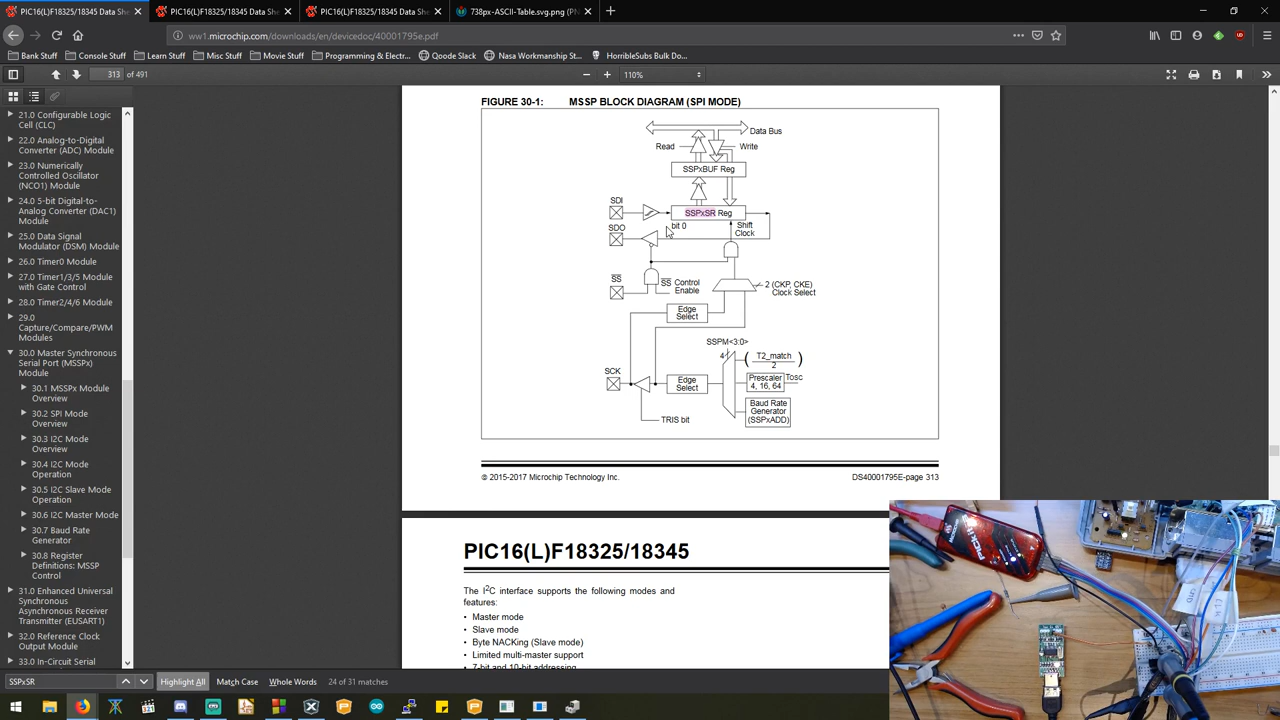 PIC16(L)F18325/18345 Data She
PIC16(L)F18325/18345 Data She
PIC16(L)F18325/18345 Data She
738px-ASCII-Table.svg.png (PN
ww1.microchip.com/downloads/en/devicedoc/40001795e.pdf
Bank Stuff
Console Stuff
Learn Stuff
Misc Stuff
Movie Stuff
Programming & Electr...
Qoode Slack
Nasa Workmanship St...
HorribleSubs Bakuman Do...
313 of 491
110%
21.0 Configurable Logic
Cell (CLC)
22.0 Analog-to-Digital
Converter (ADC) Module
23.0 Numerically
Controlled Oscillator
(NCO1) Module
24.0 5-bit Digital-to-
Analog Converter (DAC1)
Module
25.0 Data Signal
Modulator (DSM) Module
26.0 Timer0 Module
27.0 Timer1/3/5 Module
with Gate Control
28.0 Timer2/4/6 Module
29.0
Capture/Compare/PWM
Modules
30.0 Master Synchronous
Serial Port (MSSPx)
Module
30.1 MSSPx Module
Overview
30.2 SPI Mode
Overview
30.3 I2C Mode
Overview
30.4 I2C Mode
Operation
30.5 I2C Slave Mode
Operation
30.6 I2C Master Mode
30.7 Baud Rate
Generator
30.8 Register
Definitions: MSSP
Control
31.0 Enhanced Universal
Synchronous
Asynchronous Receiver
Transmitter (EUSART1)
32.0 Reference Clock
Output Module
33.0 In-Circuit Serial
FIGURE 30-1: MSSP BLOCK DIAGRAM (SPI MODE)
Data Bus
Read
Write
SSPxBUF Reg
SDI
SSPxSR Reg
SDO
bit 0
Shift
Clock
SS
SS Control
Enable
2 (CKP, CKE)
Clock Select
Edge
Select
SSPM<3:0>
4
T2_match
2
SCK
Edge
Select
Prescaler
4, 16, 64
Tosc
Baud Rate
Generator
(SSPxADD)
TRIS bit
© 2015-2017 Microchip Technology Inc.
DS40001795E-page 313
PIC16(L)F18325/18345
The I²C interface supports the following modes and
features:
• Master mode
• Slave mode
• Byte NACKing (Slave mode)
• Limited multi-master support
• 7-bit and 10-bit addressing
SSPxSR
Highlight All
Match Case
Whole Words
24 of 31 matches
PICkit